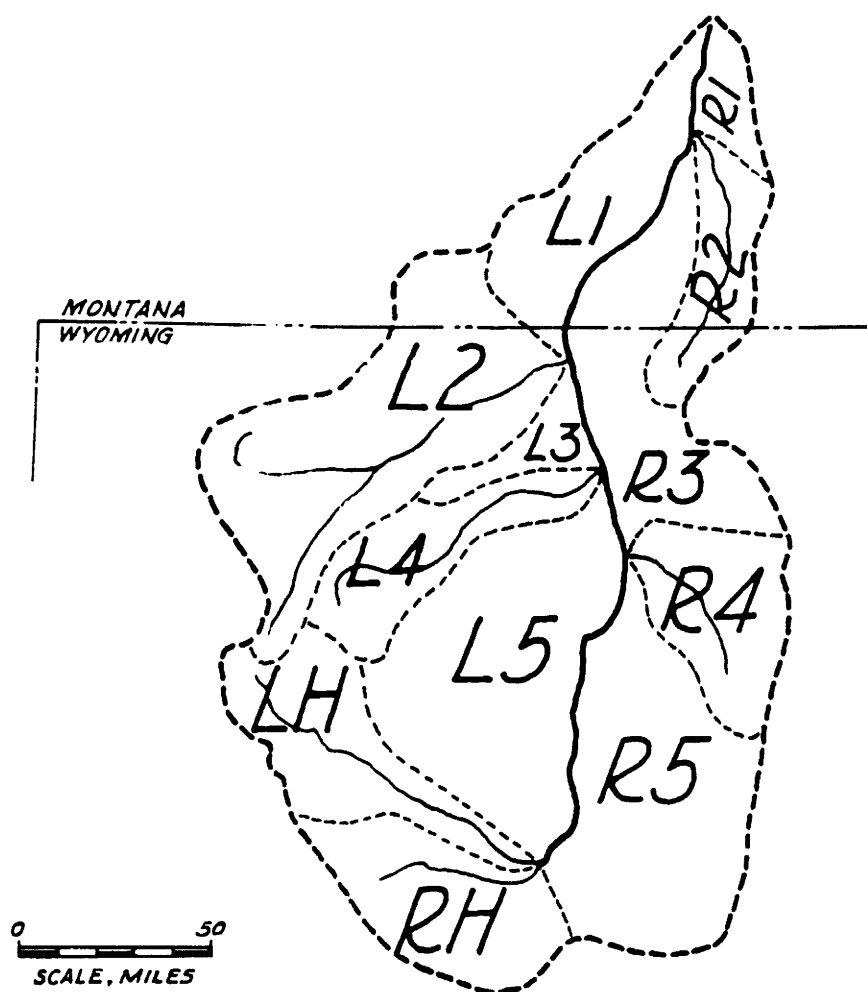 R1
L1
R2
MONTANA
WYOMING
L2
L3
R3
L4
R4
L5
LH
R5
RH
0 50
SCALE, MILES